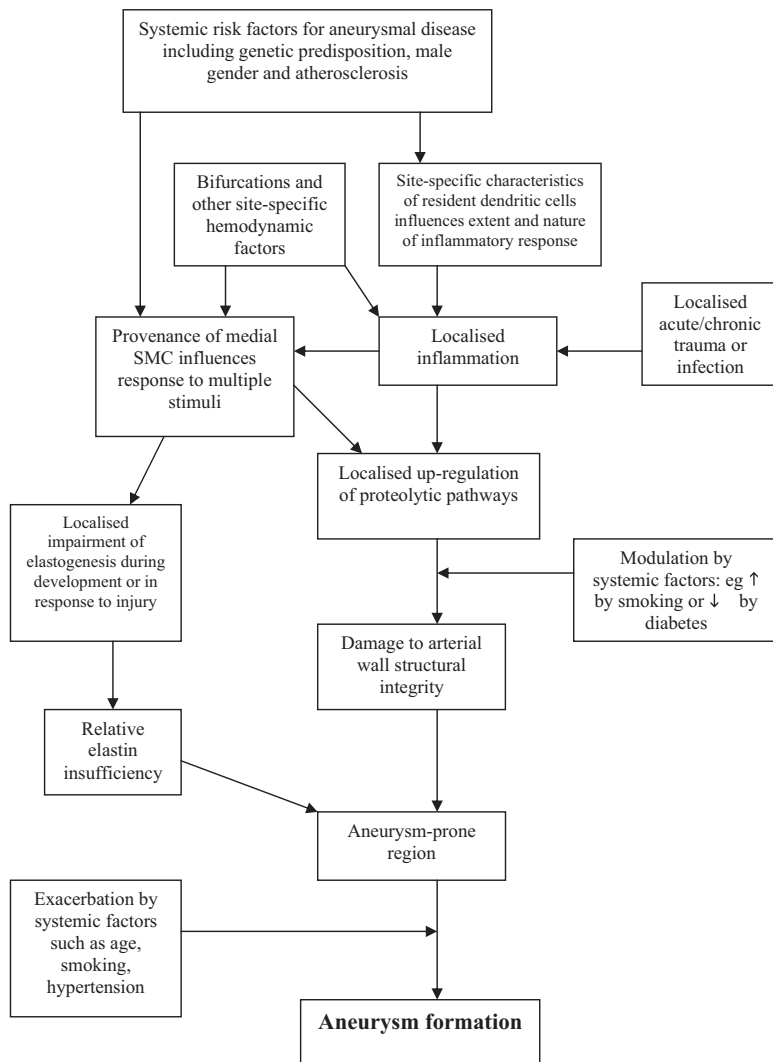 Systemic risk factors for aneurysmal disease
including genetic predisposition, male
gender and atherosclerosis
Bifurcations and
other site-specific
hemodynamic
factors
Site-specific characteristics
of resident dendritic cells
influences extent and nature
of inflammatory response
Provenance of medial
SMC influences
response to multiple
stimuli
Localised
inflammation
Localised
acute/chronic
trauma or
infection
Localised up-regulation
of proteolytic pathways
Localised
impairment of
elastogenesis during
development or in
response to injury
Modulation by
systemic factors: eg ↑
by smoking or ↓ by
diabetes
Damage to arterial
wall structural
integrity
Relative
elastin
insufficiency
Aneurysm-prone
region
Exacerbation by
systemic factors
such as age,
smoking,
hypertension
Aneurysm formation